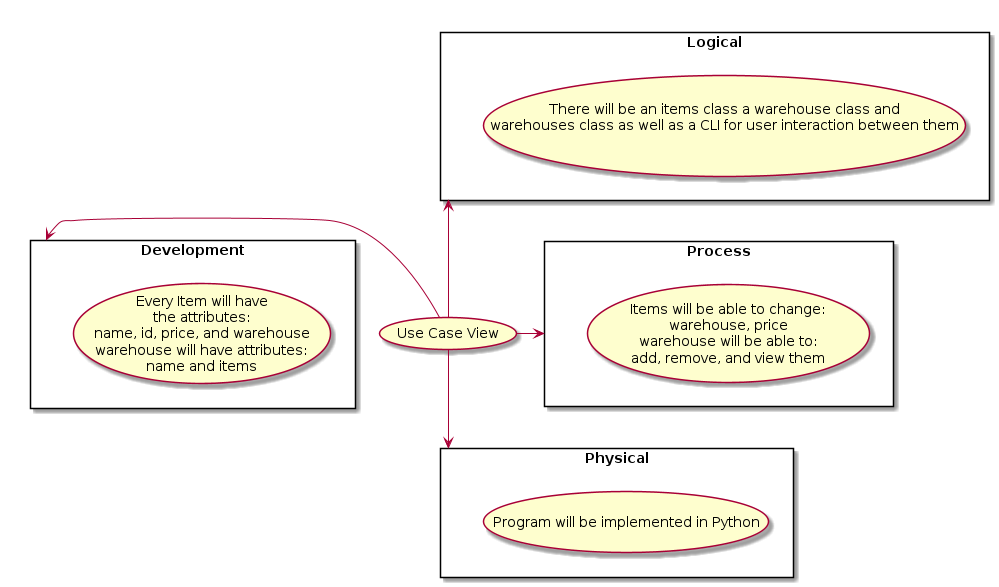 Logical
There will be an items class a warehouse class and
warehouses class as well as a CLI for user interaction between them
Development
Every Item will have
the attributes:
name, id, price, and warehouse
warehouse will have attributes:
name and items
Use Case View
Process
Items will be able to change:
warehouse, price
warehouse will be able to:
add, remove, and view them
Physical
Program will be implemented in Python